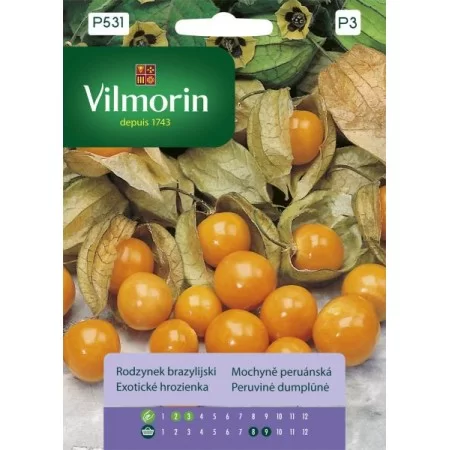 P531
P3
Vilmorin
depuis 1743
Rodzynek brazylijski
Mochyně peruánská
Exotické hrozienka
Peruvinė dumplūnė
1 2 3 4 5 6 7 8 9 10 11 12
1 2 3 4 5 6 7 8 9 10 11 12